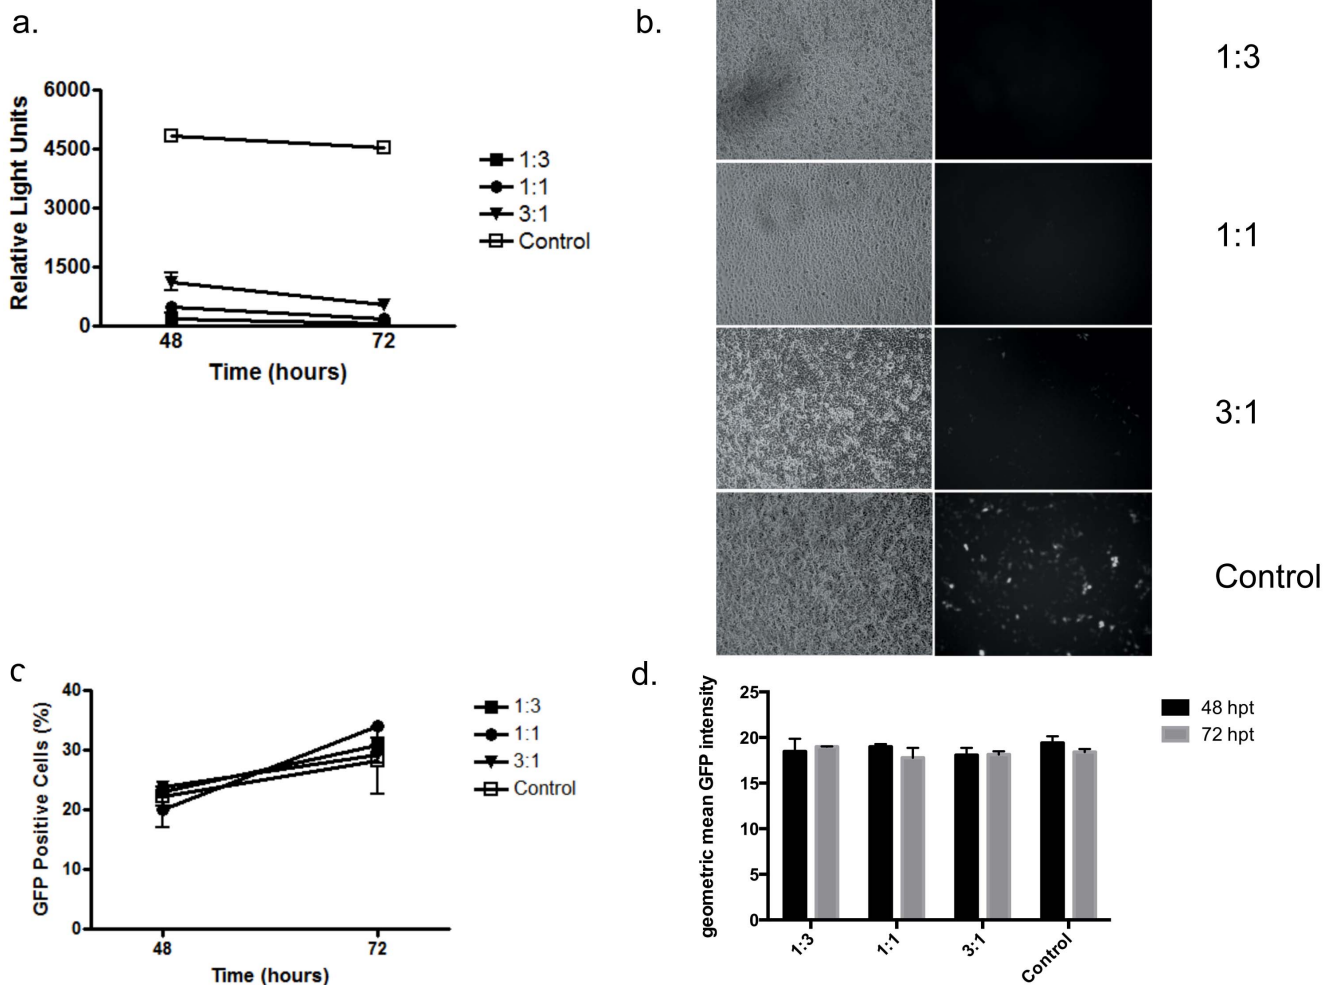 a.
Relative Light Units
6000
4500
3000
1500
0
48
72
Time (hours)
1:3
1:1
3:1
Control
b.
1:3
1:1
3:1
Control
c
GFP Positive Cells (%)
40
30
20
10
0
48
72
Time (hours)
1:3
1:1
3:1
Control
d.
geometric mean GFP intensity
25
20
15
10
5
0
1:3
1:1
3:1
Control
48 hpt
72 hpt